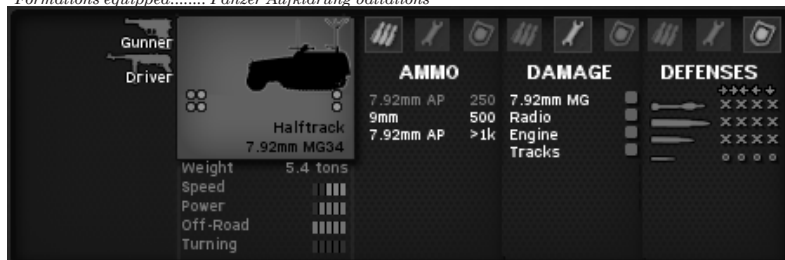 Formations equipped........ Panzer Aufklärung battalions
Gunner
Driver
Halftrack
7.92mm MG34
Weight 5.4 tons
Speed
Power
Off-Road
Turning
AMMO
7.92mm AP 250
9mm 500
7.92mm AP >1k
DAMAGE
7.92mm MG
Radio
Engine
Tracks
DEFENSES